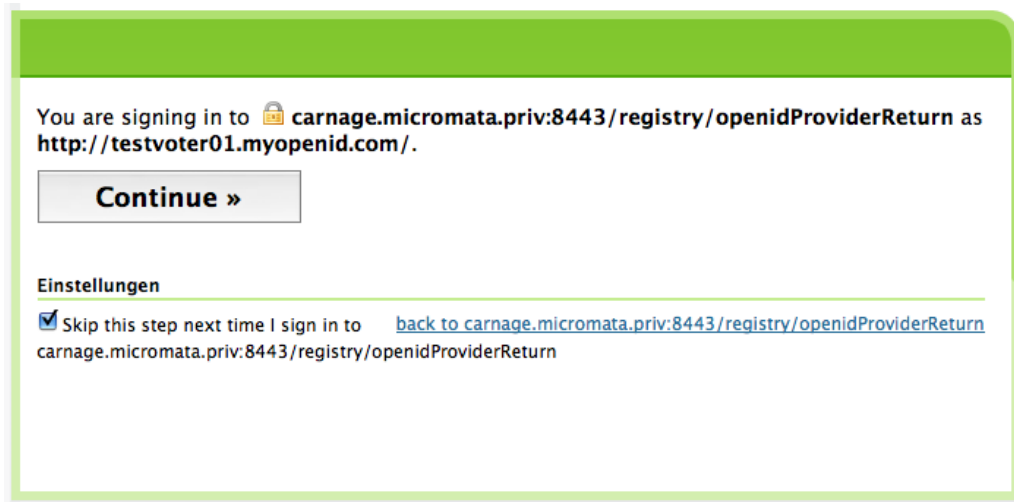 You are signing in to carnage.micromata.priv:8443/registry/openidProviderReturn as
http://testvoter01.myopenid.com/.
Continue »
Einstellungen
Skip this step next time I sign in to back to carnage.micromata.priv:8443/registry/openidProviderReturn
carnage.micromata.priv:8443/registry/openidProviderReturn